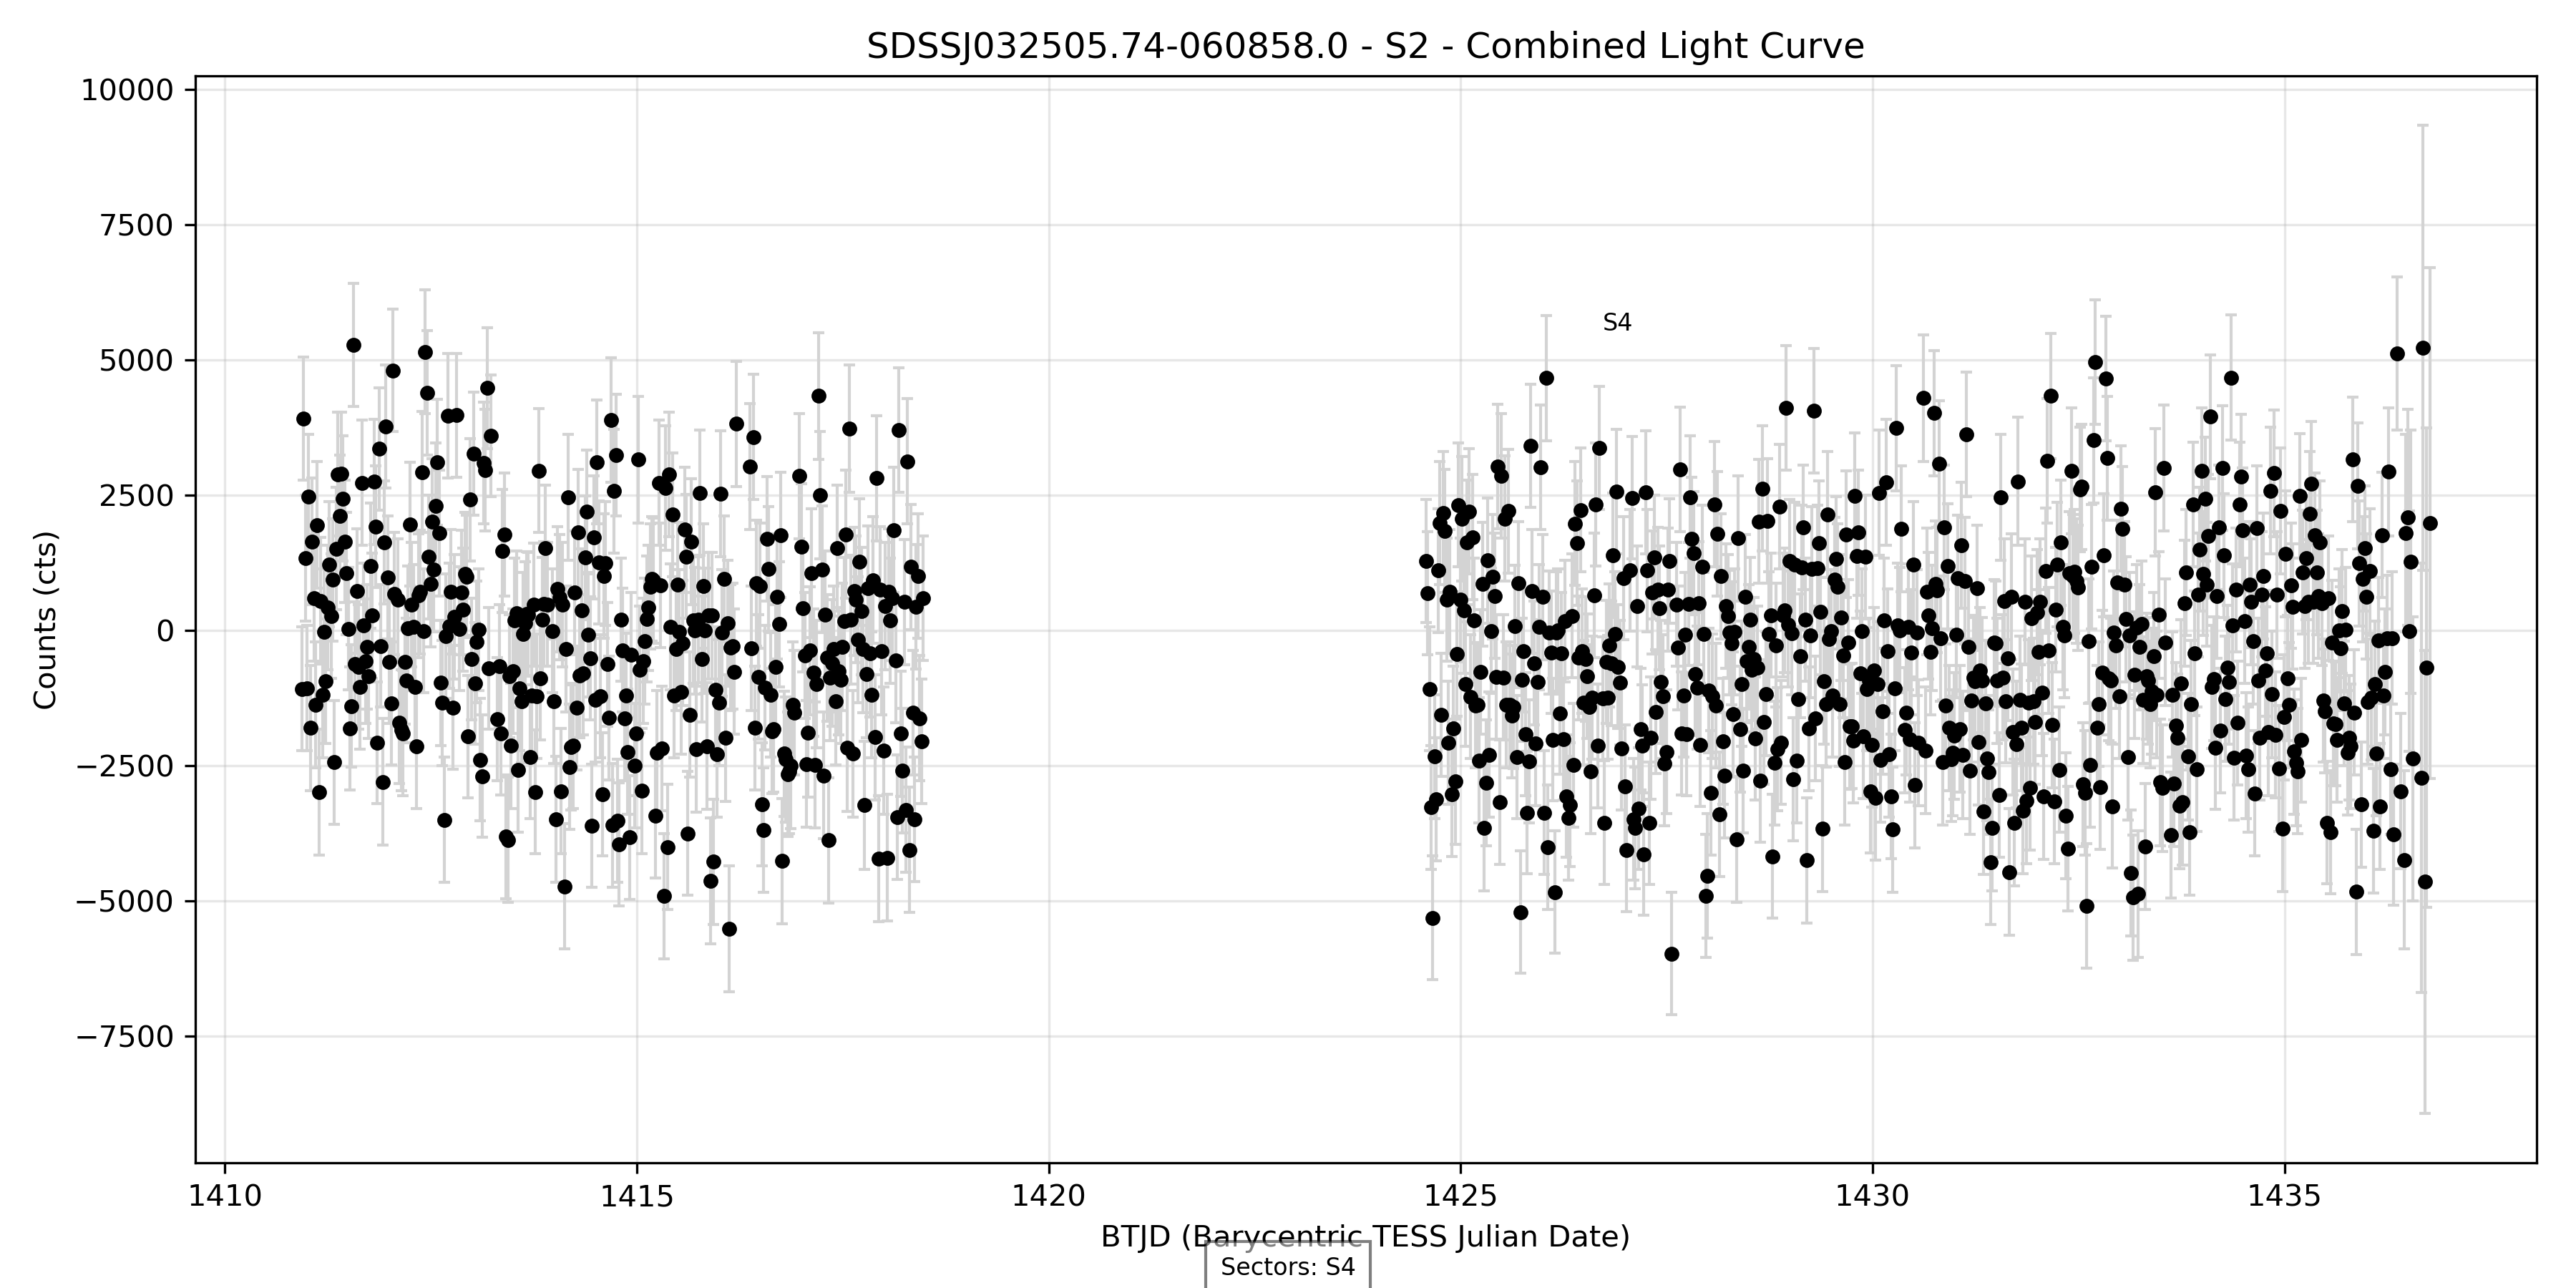 SDSSJ032505.74-060858.0 - S2 - Combined Light Curve
10000
7500
5000
2500
0
−2500
−5000
−7500
Counts (cts)
S4
1410
1415
1420
1425
1430
1435
BTJD (Barycentric TESS Julian Date)
Sectors: S4